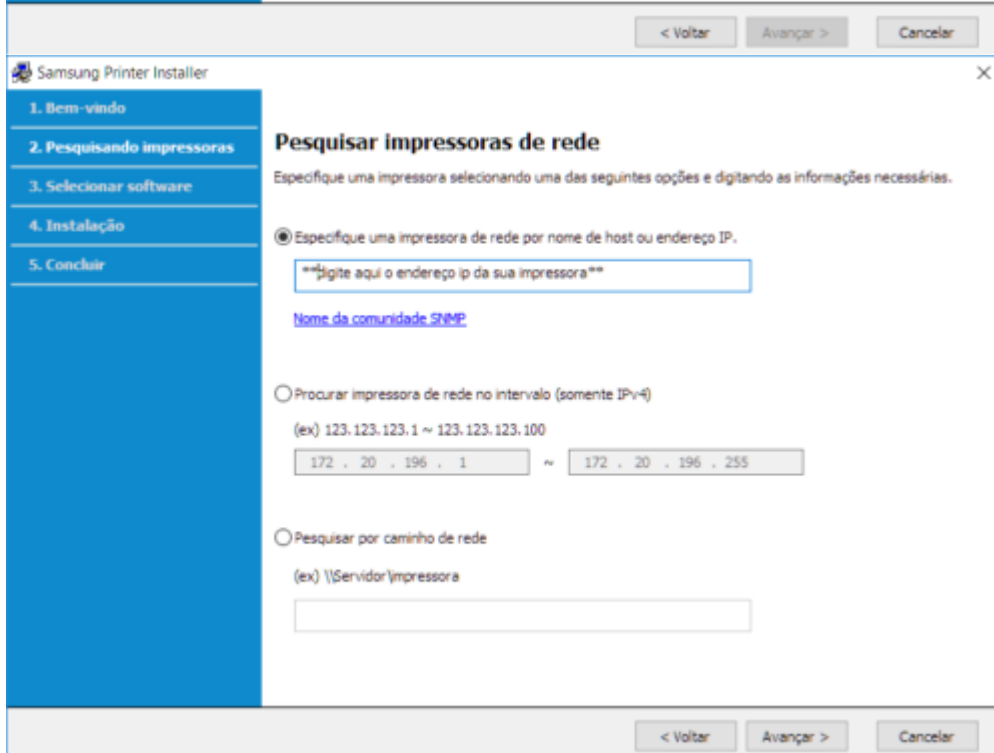 < Voltar Avançar > Cancelar
Samsung Printer Installer
1. Bem-vindo
2. Pesquisando impressoras
3. Selecionar software
4. Instalação
5. Concluir
Pesquisar impressoras de rede
Especifique uma impressora selecionando uma das seguintes opções e digitando as informações necessárias.
Especifique uma impressora de rede por nome de host ou endereço IP.
**digite aqui o endereço ip da sua impressora**
Nome da comunidade SNMP
Procurar impressora de rede no intervalo (somente IPv4)
(ex) 123.123.123.1 ~ 123.123.123.100
172 . 20 . 196 . 1 ~ 172 . 20 . 196 . 255
Pesquisar por caminho de rede
(ex) \\Servidor\mpressora
< Voltar Avançar > Cancelar